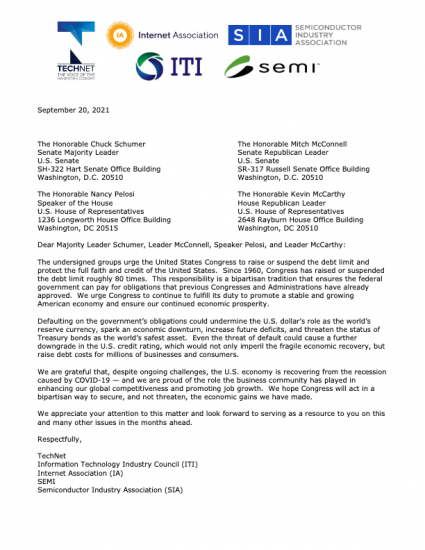 TECHNET
THE VOICE OF THE
INNOVATION ECONOMY
IA
Internet Association
SIA
SEMICONDUCTOR
INDUSTRY
ASSOCIATION
ITI
semi™
September 20, 2021
The Honorable Chuck Schumer
Senate Majority Leader
U.S. Senate
SH-322 Hart Senate Office Building
Washington, D.C. 20510
The Honorable Mitch McConnell
Senate Republican Leader
U.S. Senate
SR-317 Russell Senate Office Building
Washington, D.C. 20510
The Honorable Nancy Pelosi
Speaker of the House
U.S. House of Representatives
1236 Longworth House Office Building
Washington, DC 20515
The Honorable Kevin McCarthy
House Republican Leader
U.S. House of Representatives
2648 Rayburn House Office Building
Washington, DC 20510
Dear Majority Leader Schumer, Leader McConnell, Speaker Pelosi, and Leader McCarthy:
The undersigned groups urge the United States Congress to raise or suspend the debt limit and
protect the full faith and credit of the United States. Since 1960, Congress has raised or suspended
the debt limit roughly 80 times. This responsibility is a bipartisan tradition that ensures the federal
government can pay for obligations that previous Congresses and Administrations have already
approved. We urge Congress to continue to fulfill its duty to promote a stable and growing
American economy and ensure our continued economic prosperity.
Defaulting on the government's obligations could undermine the U.S. dollar's role as the world's
reserve currency, spark an economic downturn, increase future deficits, and threaten the status of
Treasury bonds as the world's safest asset. Even the threat of default could cause a further
downgrade in the U.S. credit rating, which would not only imperil the fragile economic recovery, but
raise debt costs for millions of businesses and consumers.
We are grateful that, despite ongoing challenges, the U.S. economy is recovering from the recession
caused by COVID-19 — and we are proud of the role the business community has played in
enhancing our global competitiveness and promoting job growth. We hope Congress will act in a
bipartisan way to secure, and not threaten, the economic gains we have made.
We appreciate your attention to this matter and look forward to serving as a resource to you on this
and many other issues in the months ahead.
Respectfully,
TechNet
Information Technology Industry Council (ITI)
Internet Association (IA)
SEMI
Semiconductor Industry Association (SIA)